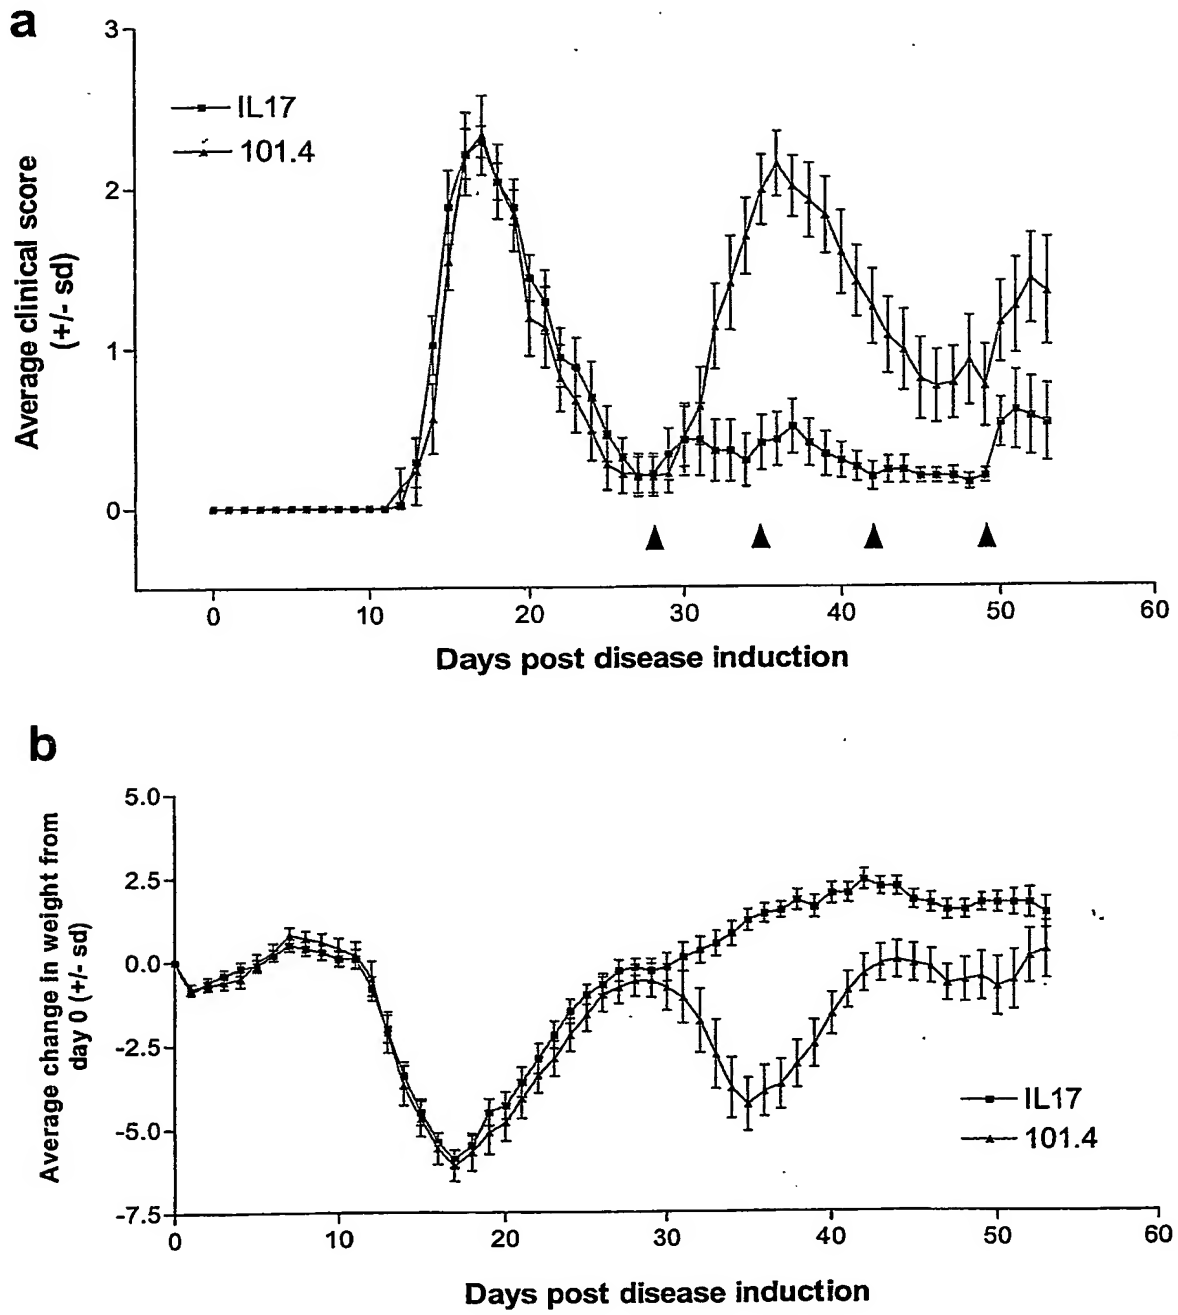 a
3
IL17
101.4
2
Average clinical score
(+/- sd)
1
0
0 10 20 30 40 50 60
Days post disease induction
b
5.0
2.5
0.0
Average change in weight from
day 0 (+/- sd)
-2.5
IL17
101.4
-5.0
-7.5
0 10 20 30 40 50 60
Days post disease induction